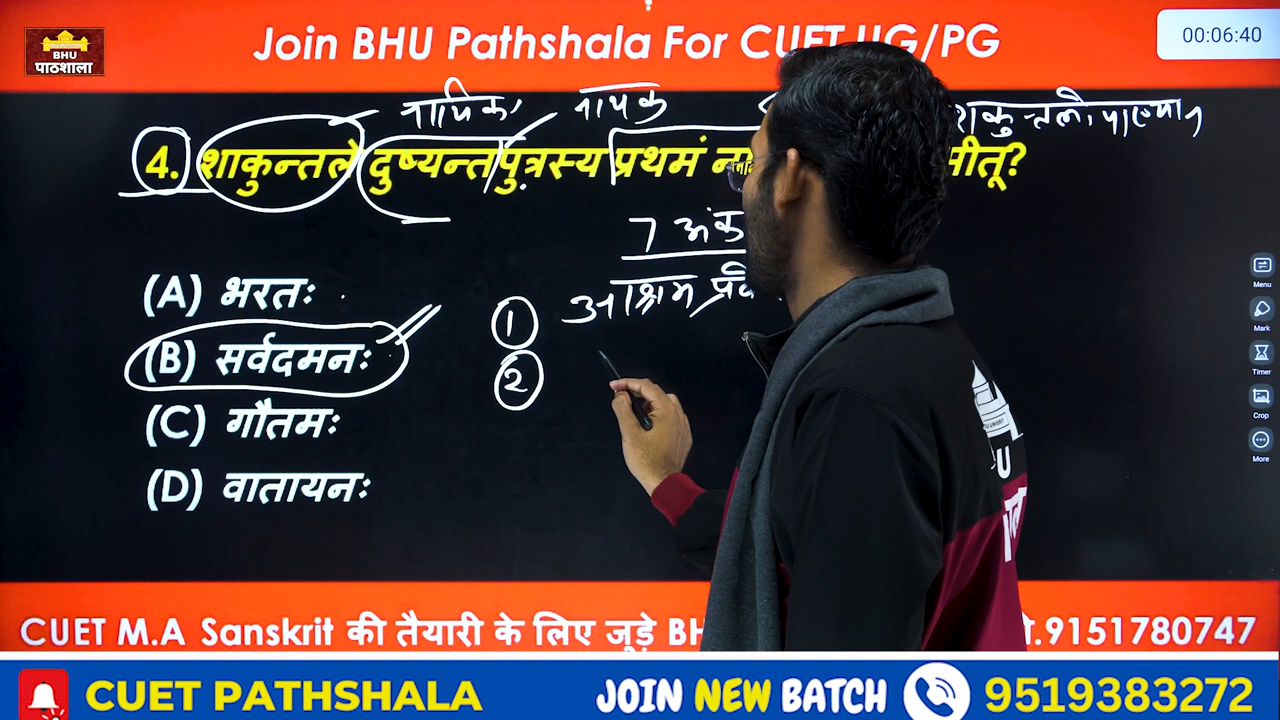 BHU
पाठशाला
Join BHU Pathshala For CUET UG/PG
00:06:40
नायिका नायक
4. शाकुन्तले दुष्यन्तपुत्रस्य प्रथमं
7 अंक
(A) भरतः
1 आश्रम
(B) सर्वदमनः
2
(C) गौतमः
(D) वातायनः
Menu
Mark
Timer
Crop
More
CUET M.A Sanskrit की तैयारी के लिए जुड़े BH
.9151780747
CUET PATHSHALA
JOIN NEW BATCH
9519383272